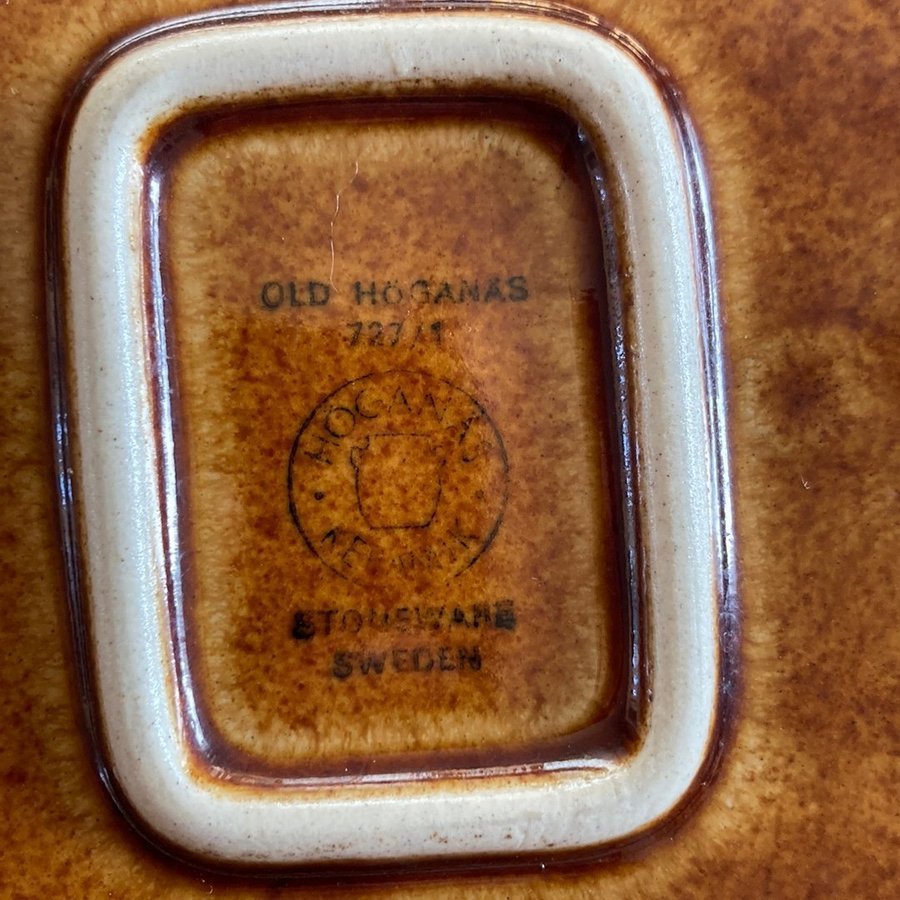 OLD HÖGANÄS
727/1
HÖGANÄS
KERAMIK
STONEWARE
SWEDEN